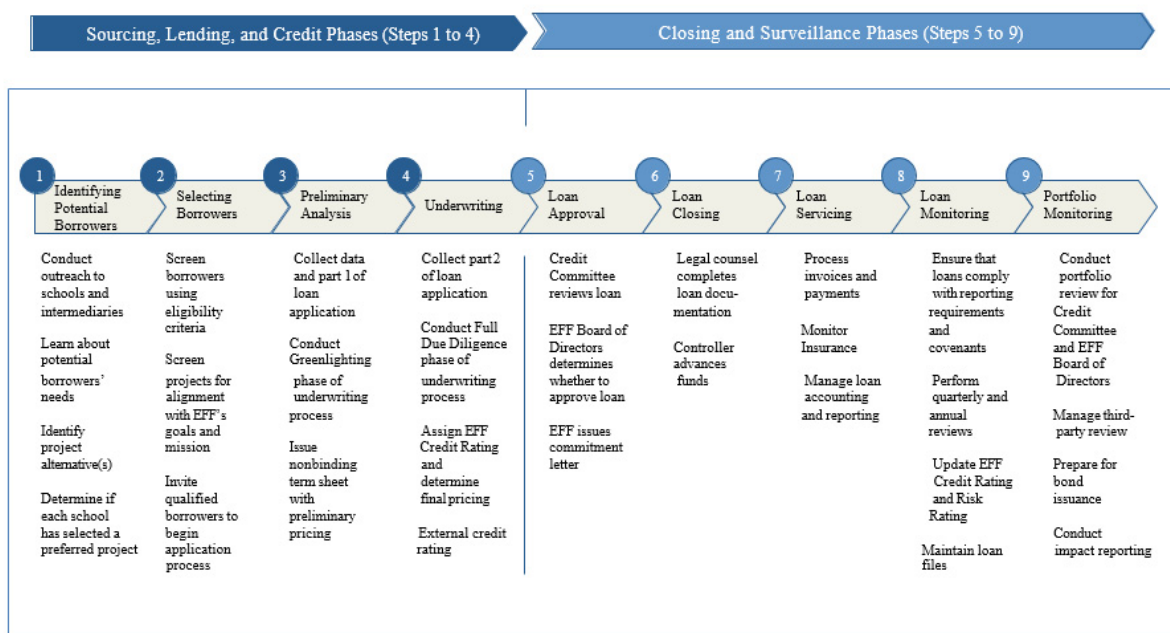 Sourcing, Lending, and Credit Phases (Steps 1 to 4)
Closing and Surveillance Phases (Steps 5 to 9)
1
Identifying
Potential
Borrowers
Conduct
outreach to
schools and
intermediaries
Learn about
potential
borrowers'
needs
Identify
project
alternative(s)
Determine if
each school
has selected a
preferred project
2
Selecting
Borrowers
Screen
borrowers
using
eligibility
criteria
Screen
projects for
alignment
with EFF's
goals and
mission
Invite
qualified
borrowers to
begin
application
process
3
Preliminary
Analysis
Collect data
and part 1 of
loan
application
Conduct
Greenlighting
phase of
underwriting
process
Issue
nonbinding
term sheet
with
preliminary
pricing
4
Underwriting
Collect part 2
of loan
application
Conduct Full
Due Diligence
phase of
underwriting
process
Assign EFF
Credit Rating
and
determine
final pricing
External credit
rating
5
Loan
Approval
Credit
Committee
reviews loan
EFF Board of
Directors
determines
whether to
approve loan
EFF issues
commitment
letter
6
Loan
Closing
Legal counsel
completes
loan docu-
mentation
Controller
advances
funds
7
Loan
Servicing
Process
invoices and
payments
Monitor
Insurance
Manage loan
accounting
and reporting
8
Loan
Monitoring
Ensure that
loans comply
with reporting
requirements
and
covenants
Perform
quarterly and
annual
reviews
Update EFF
Credit Rating
and Risk
Rating
Maintain loan
files
9
Portfolio
Monitoring
Conduct
portfolio
review for
Credit
Committee
and EFF
Board of
Directors
Manage third-
party review
Prepare for
bond
issuance
Conduct
impact reporting